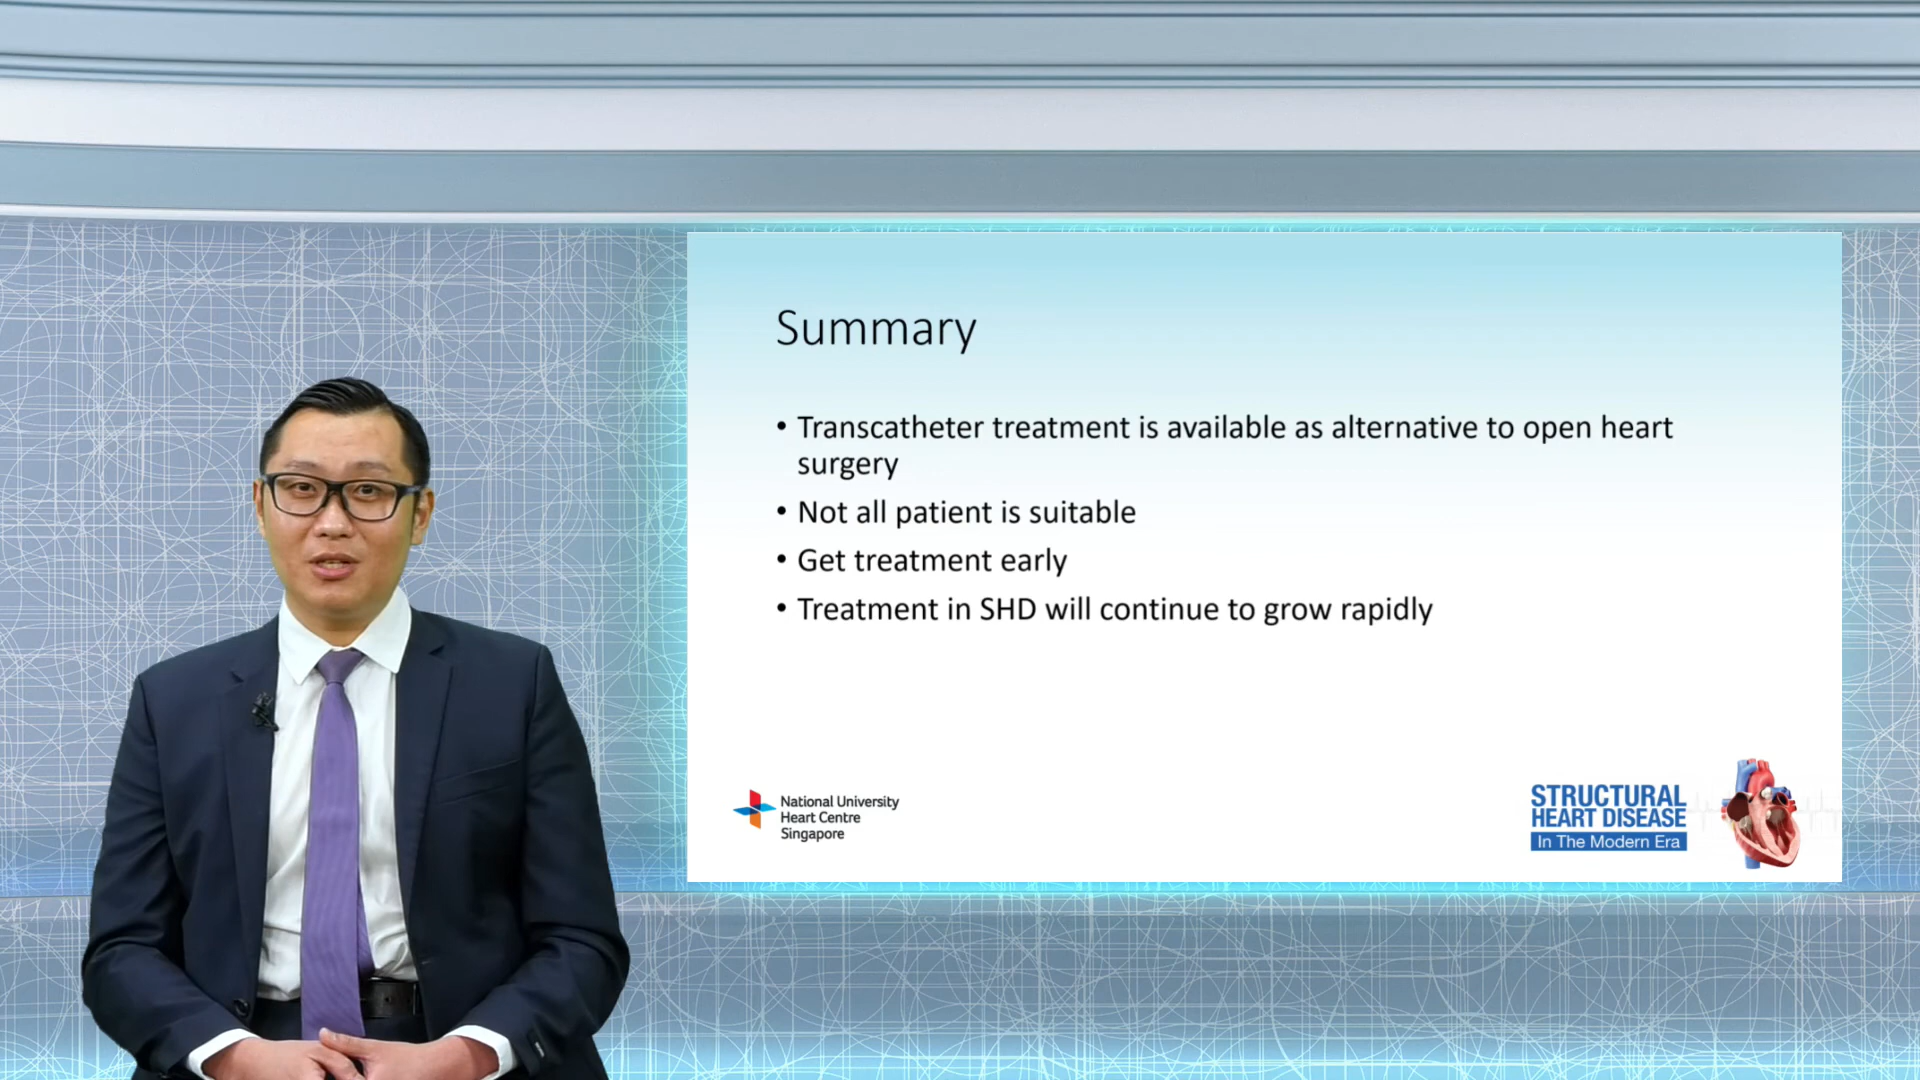 Summary
• Transcatheter treatment is available as alternative to open heart
surgery
• Not all patient is suitable
• Get treatment early
• Treatment in SHD will continue to grow rapidly
National University
Heart Centre
Singapore
STRUCTURAL
HEART DISEASE
In The Modern Era